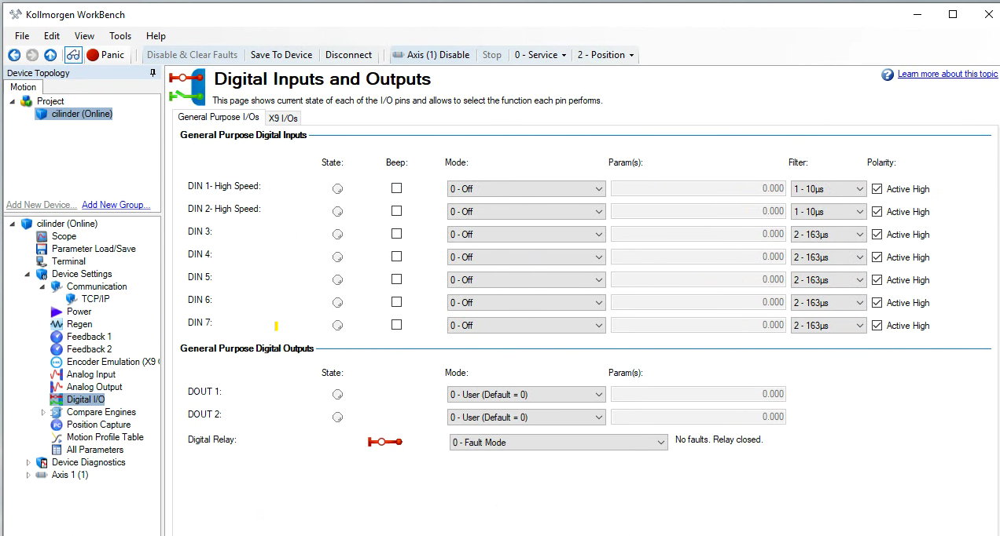 Kollmorgen WorkBench
File Edit View Tools Help
Panic Disable & Clear Faults Save To Device Disconnect Axis (1) Disable Stop 0 - Service 2 - Position
Device Topology
Motion
Project
cilinder (Online)
Add New Device... Add New Group...
cilinder (Online)
Scope
Parameter Load/Save
Terminal
Device Settings
Communication
TCP/IP
Power
Regen
Feedback 1
Feedback 2
Encoder Emulation (X9
Analog Input
Analog Output
Digital I/O
Compare Engines
Position Capture
Motion Profile Table
All Parameters
Device Diagnostics
Axis 1 (1)
Digital Inputs and Outputs
Learn more about this topic
This page shows current state of each of the I/O pins and allows to select the function each pin performs.
General Purpose I/Os X9 I/Os
General Purpose Digital Inputs
State: Beep: Mode: Param(s): Filter: Polarity:
DIN 1- High Speed: 0 - Off 0.000 1 - 10µs Active High
DIN 2- High Speed: 0 - Off 0.000 1 - 10µs Active High
DIN 3: 0 - Off 0.000 2 - 163µs Active High
DIN 4: 0 - Off 0.000 2 - 163µs Active High
DIN 5: 0 - Off 0.000 2 - 163µs Active High
DIN 6: 0 - Off 0.000 2 - 163µs Active High
DIN 7: 0 - Off 0.000 2 - 163µs Active High
General Purpose Digital Outputs
State: Mode: Param(s):
DOUT 1: 0 - User (Default = 0) 0.000
DOUT 2: 0 - User (Default = 0) 0.000
Digital Relay: 0 - Fault Mode No faults. Relay closed.